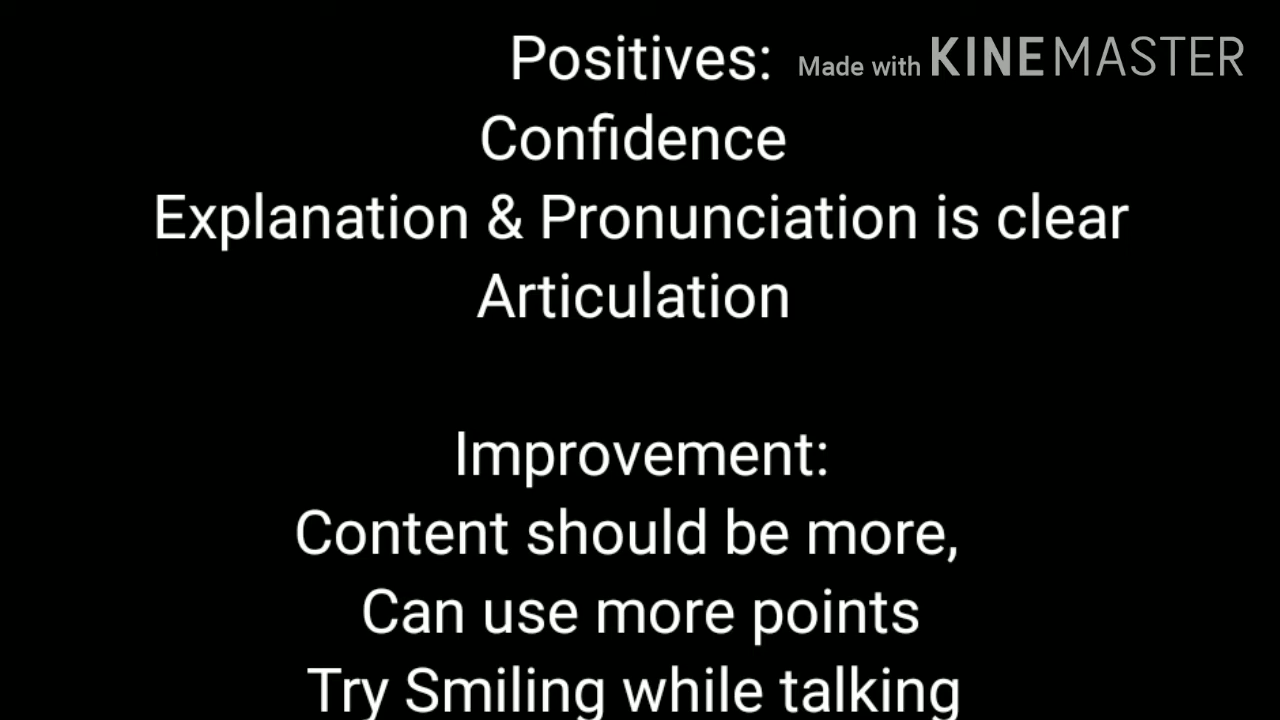 Positives:
Made with KINEMASTER
Confidence
Explanation & Pronunciation is clear
Articulation
Improvement:
Content should be more,
Can use more points
Try Smiling while talking